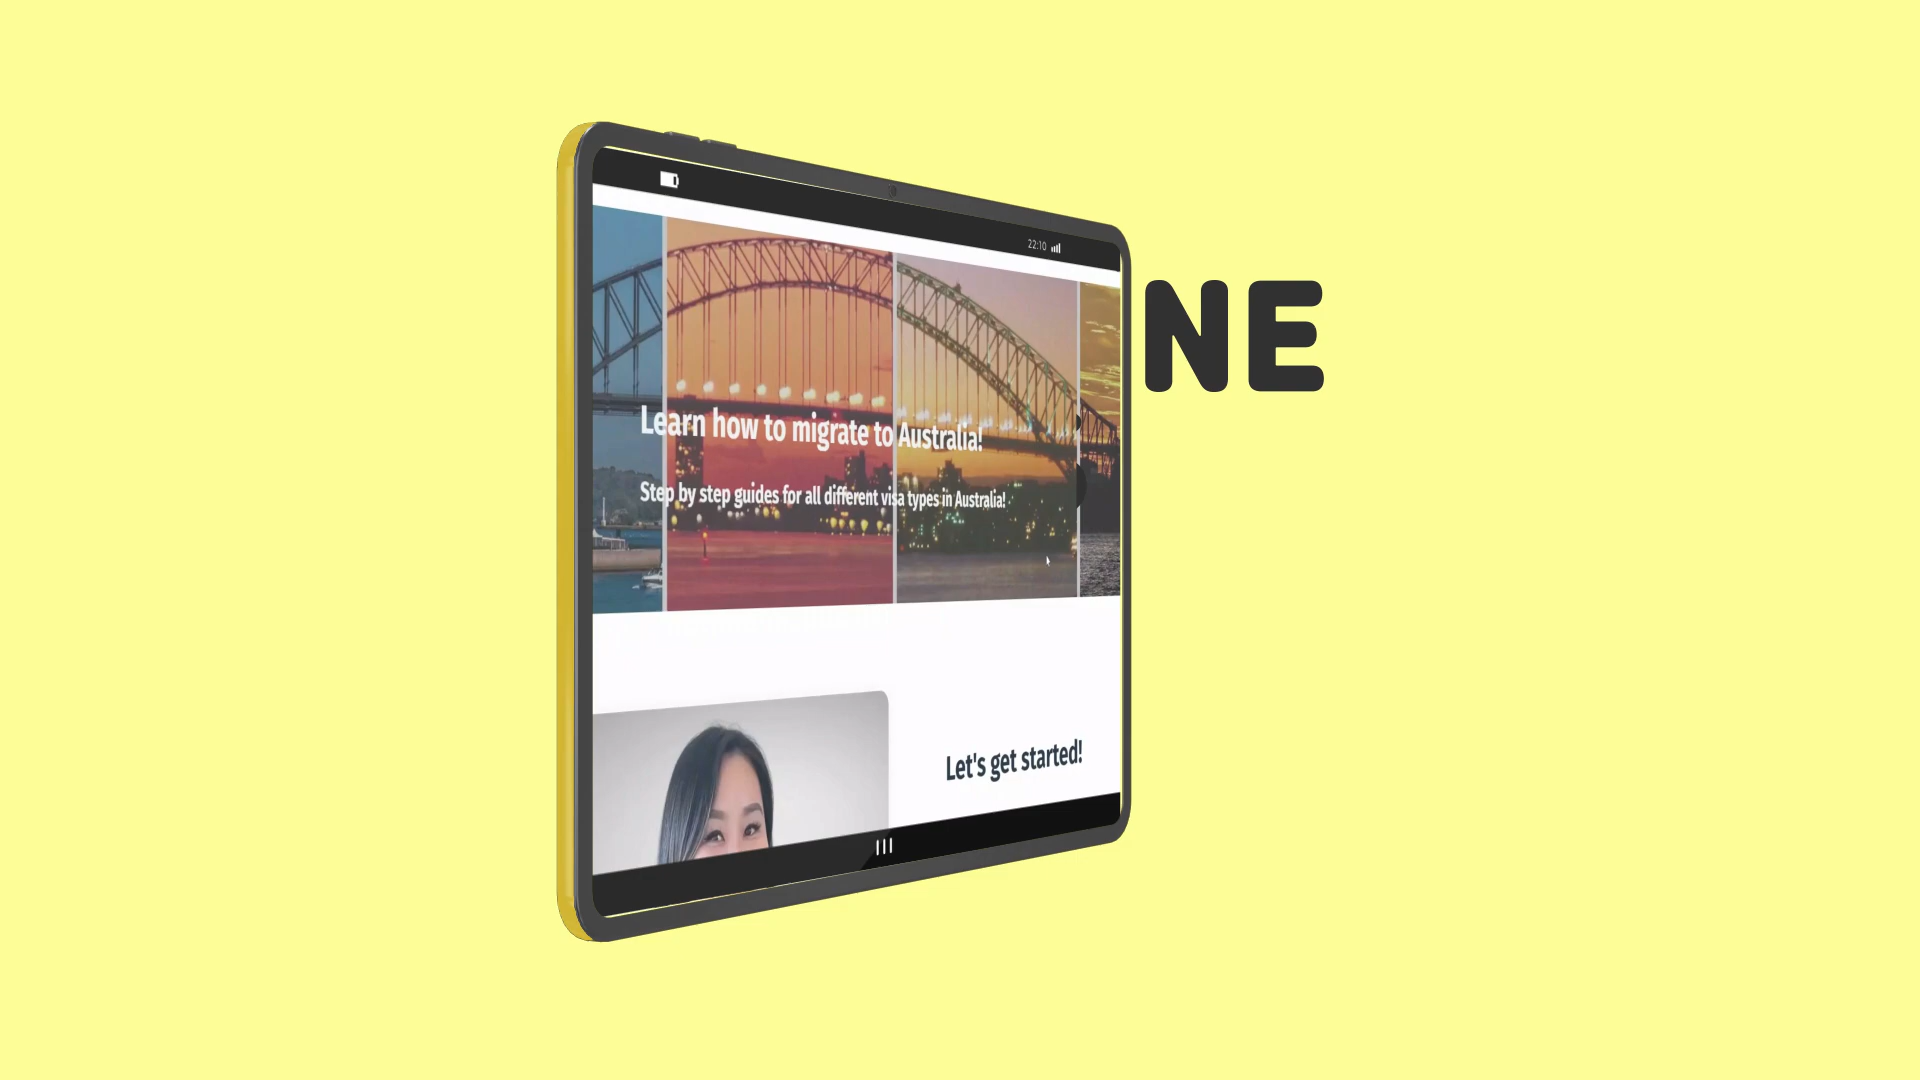 22:10
NE
Learn how to migrate to Australia!
Step by step guides for all different visa types in Australia!
Let's get started!